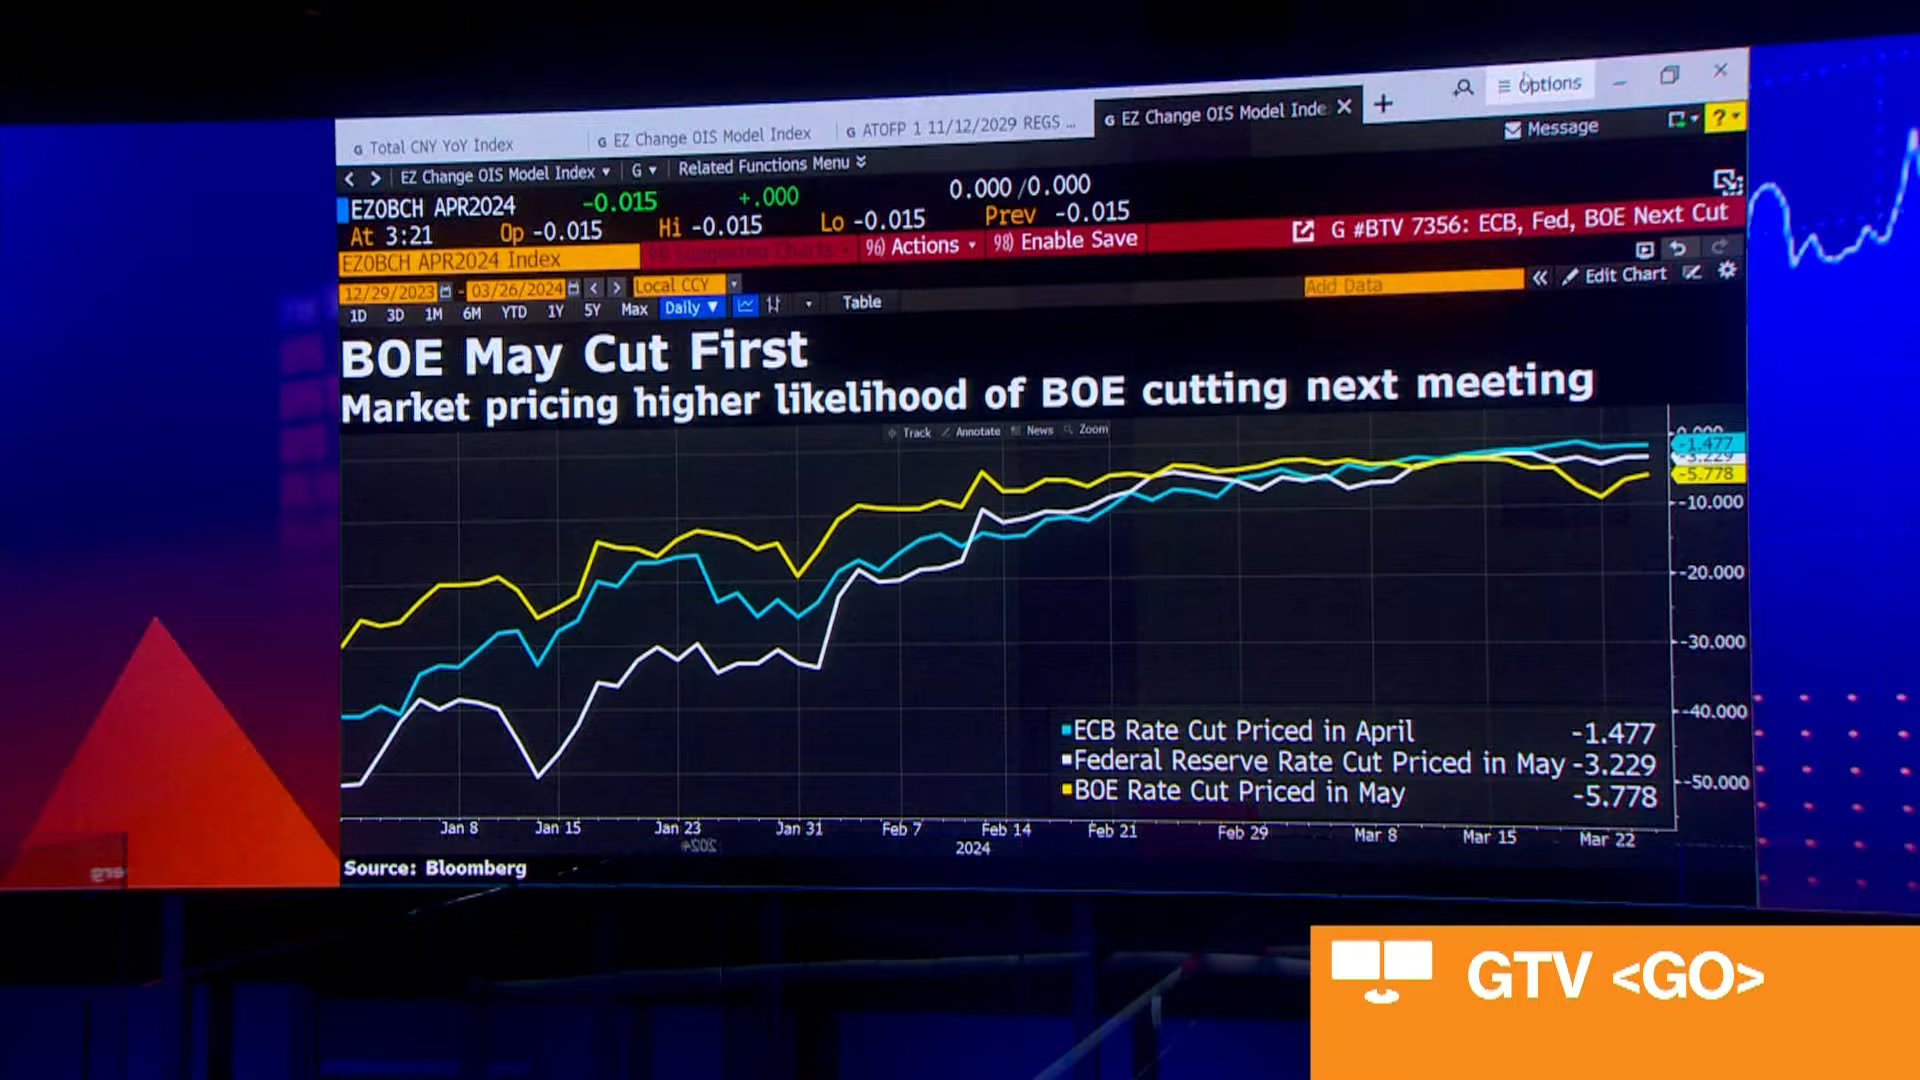 Total CNY YoY Index
EZ Change OIS Model Index
ATOFP 1 11/12/2029 REGS ...
EZ Change OIS Model Inde
Options
Message
?
EZ Change OIS Model Index
G
Related Functions Menu
EZ0BCH APR2024
-0.015
+.000
0.000 /0.000
At 3:21
Op -0.015
Hi -0.015
Lo -0.015
Prev -0.015
EZ0BCH APR2024 Index
96) Actions
98) Enable Save
G #BTV 7356: ECB, Fed, BOE Next Cut
12/29/2023 - 03/26/2024
Local CCY
Add Data
Edit Chart
1D 3D 1M 6M YTD 1Y 5Y Max Daily
Table
BOE May Cut First
Market pricing higher likelihood of BOE cutting next meeting
Track Annotate News Zoom
0.000
-1.477
-3.229
-5.778
-10.000
-20.000
-30.000
-40.000
-50.000
ECB Rate Cut Priced in April -1.477
Federal Reserve Rate Cut Priced in May -3.229
BOE Rate Cut Priced in May -5.778
Jan 8 Jan 15 Jan 23 Jan 31 Feb 7 Feb 14 Feb 21 Feb 29 Mar 8 Mar 15 Mar 22
2024
Source: Bloomberg
GTV <GO>